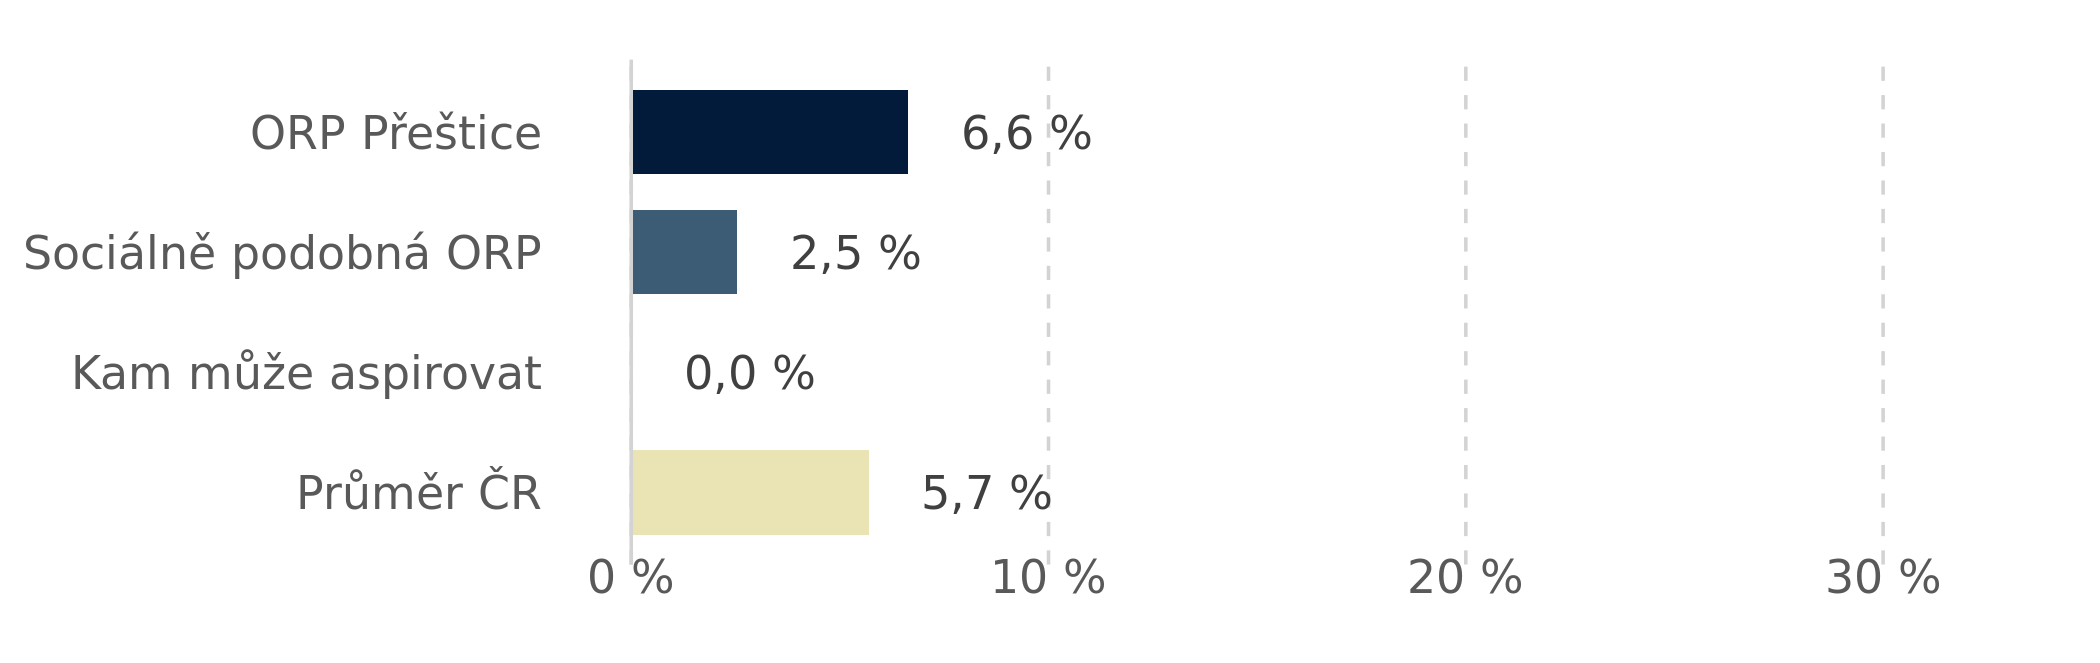 ORP Přeštice 6,6 %
Sociálně podobná ORP 2,5 %
Kam může aspirovat 0,0 %
Průměr ČR 5,7 %
0 % 10 % 20 % 30 %